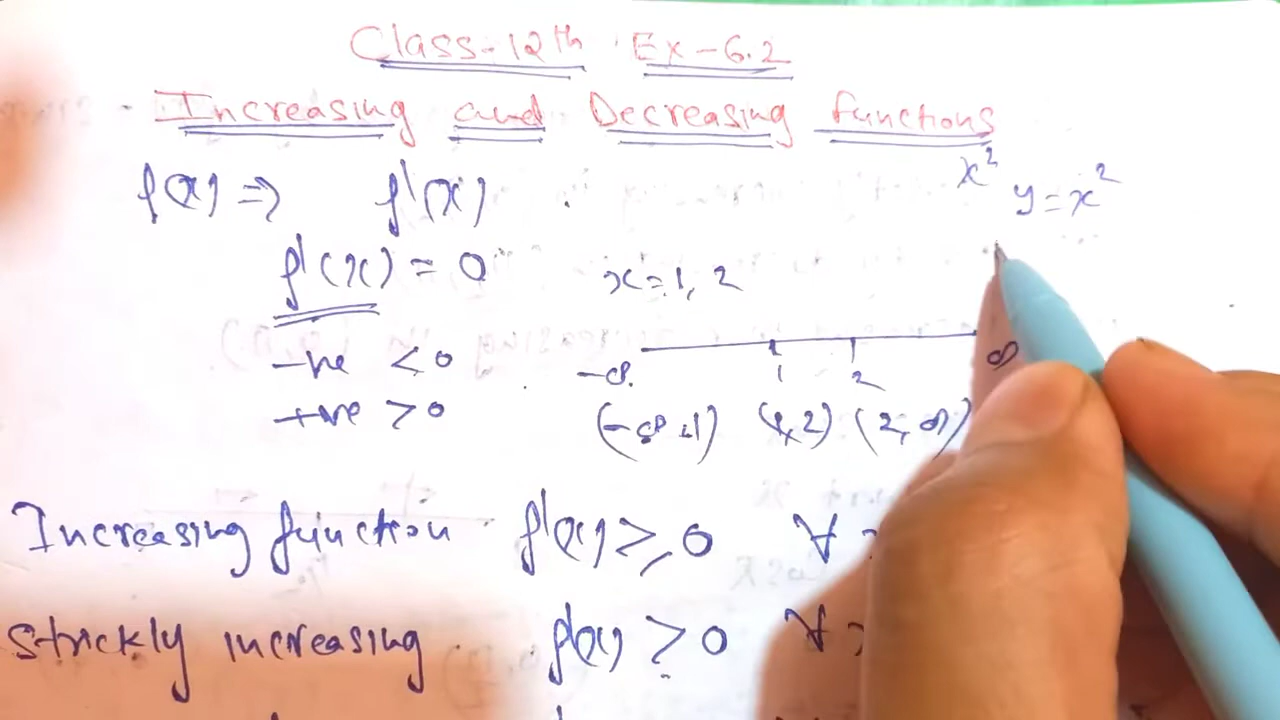 Class-12th Ex-6.2
Increasing and Decreasing functions
x²
f(x) ⇒ f'(x) y=x²
f'(x) = 0 x=1, 2
-ve < 0
-∞ 1 2 ∞
+ve > 0 (-∞, 1) (1, 2) (2, ∞)
Increasing function f'(x) ≥ 0 ∀
Strickly increasing f'(x) > 0 ∀